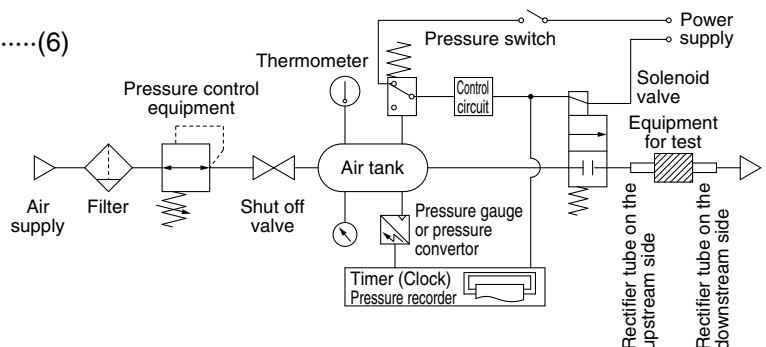 ·····(6)
Power
supply
Pressure switch
Thermometer
Pressure control
equipment
Control
circuit
Solenoid
valve
Equipment
for test
Air tank
Air
supply
Filter
Shut off
valve
Pressure gauge
or pressure
convertor
Timer (Clock)
Pressure recorder
Rectifier tube on the
upstream side
Rectifier tube on the
downstream side